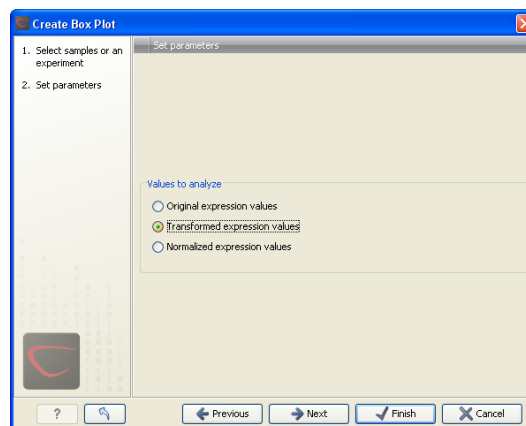 Create Box Plot
1. Select samples or an
experiment
2. Set parameters
Set parameters
Values to analyze
Original expression values
Transformed expression values
Normalized expression values
?
Previous
Next
Finish
Cancel